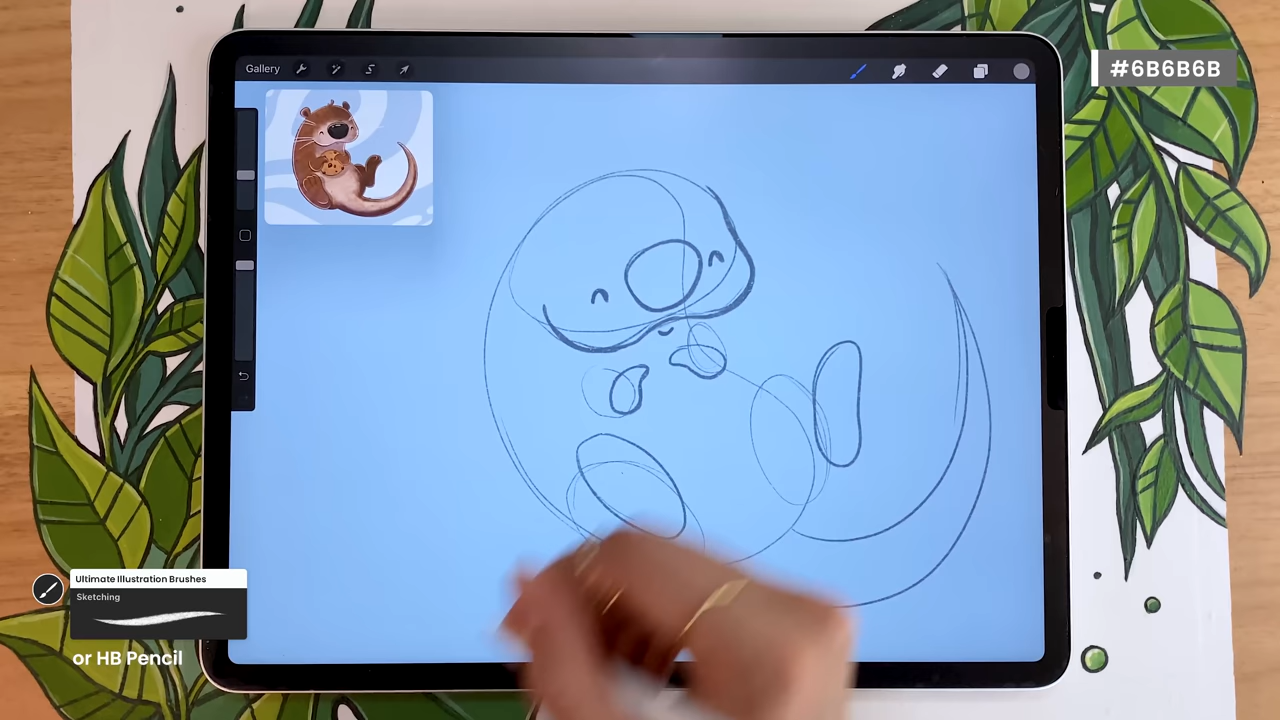 Gallery
#6B6B6B
Ultimate Illustration Brushes
Sketching
or HB Pencil